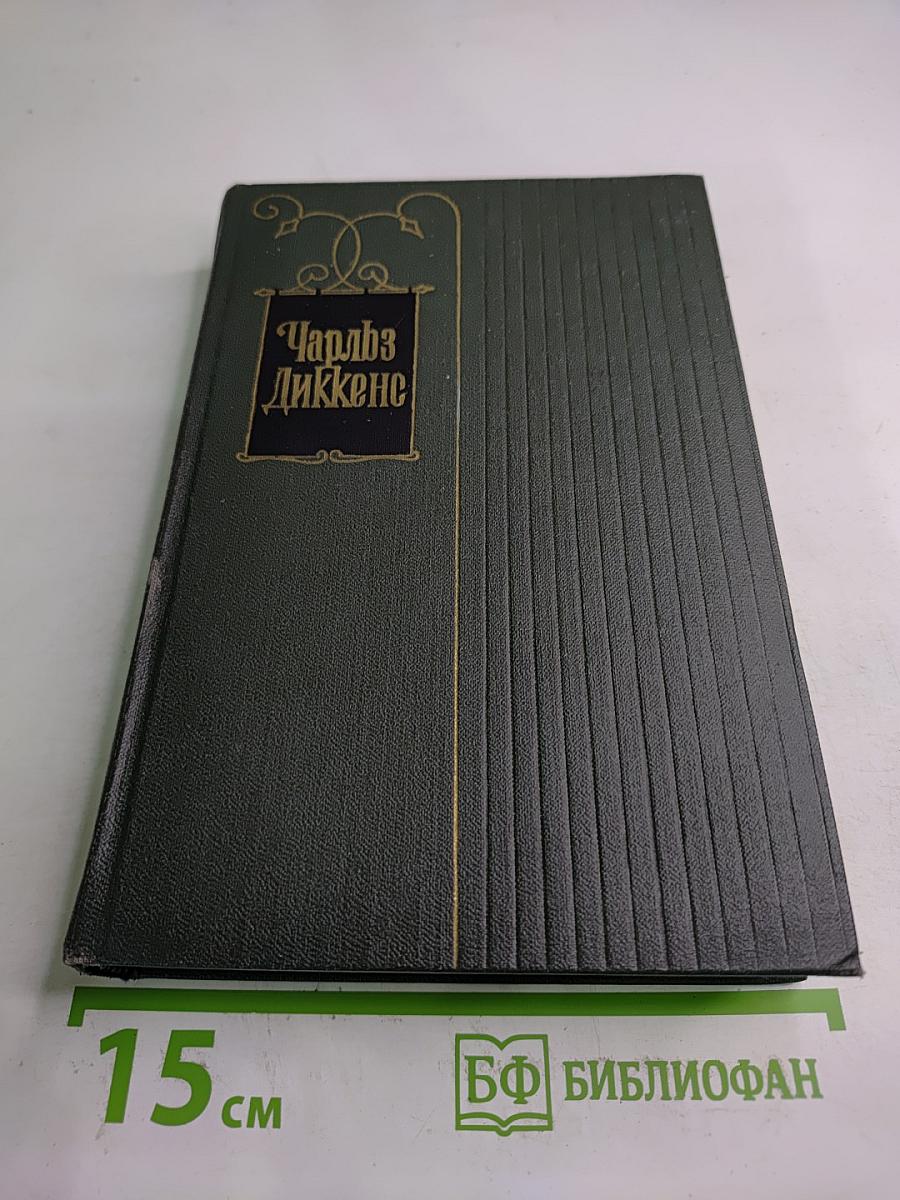 Чарльз
Диккенс
15 см
БФ БИБЛИОФАН